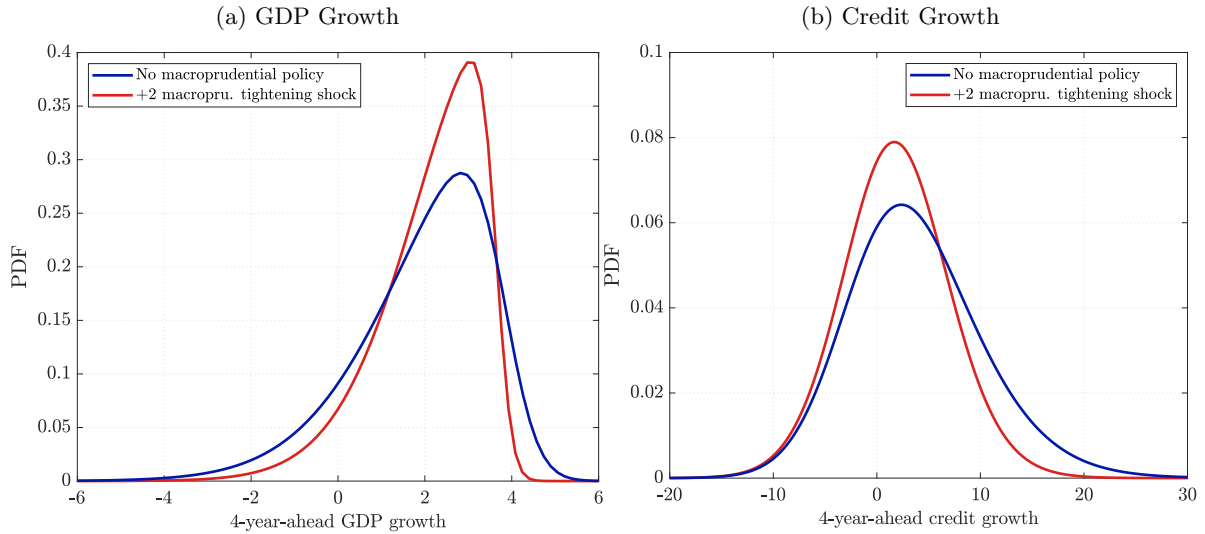 (a) GDP Growth
No macroprudential policy
+2 macropru. tightening shock
PDF
0.4
0.35
0.3
0.25
0.2
0.15
0.1
0.05
0
-6
-4
-2
0
2
4
6
4-year-ahead GDP growth
(b) Credit Growth
No macroprudential policy
+2 macropru. tightening shock
PDF
0.1
0.08
0.06
0.04
0.02
0
-20
-10
0
10
20
30
4-year-ahead credit growth